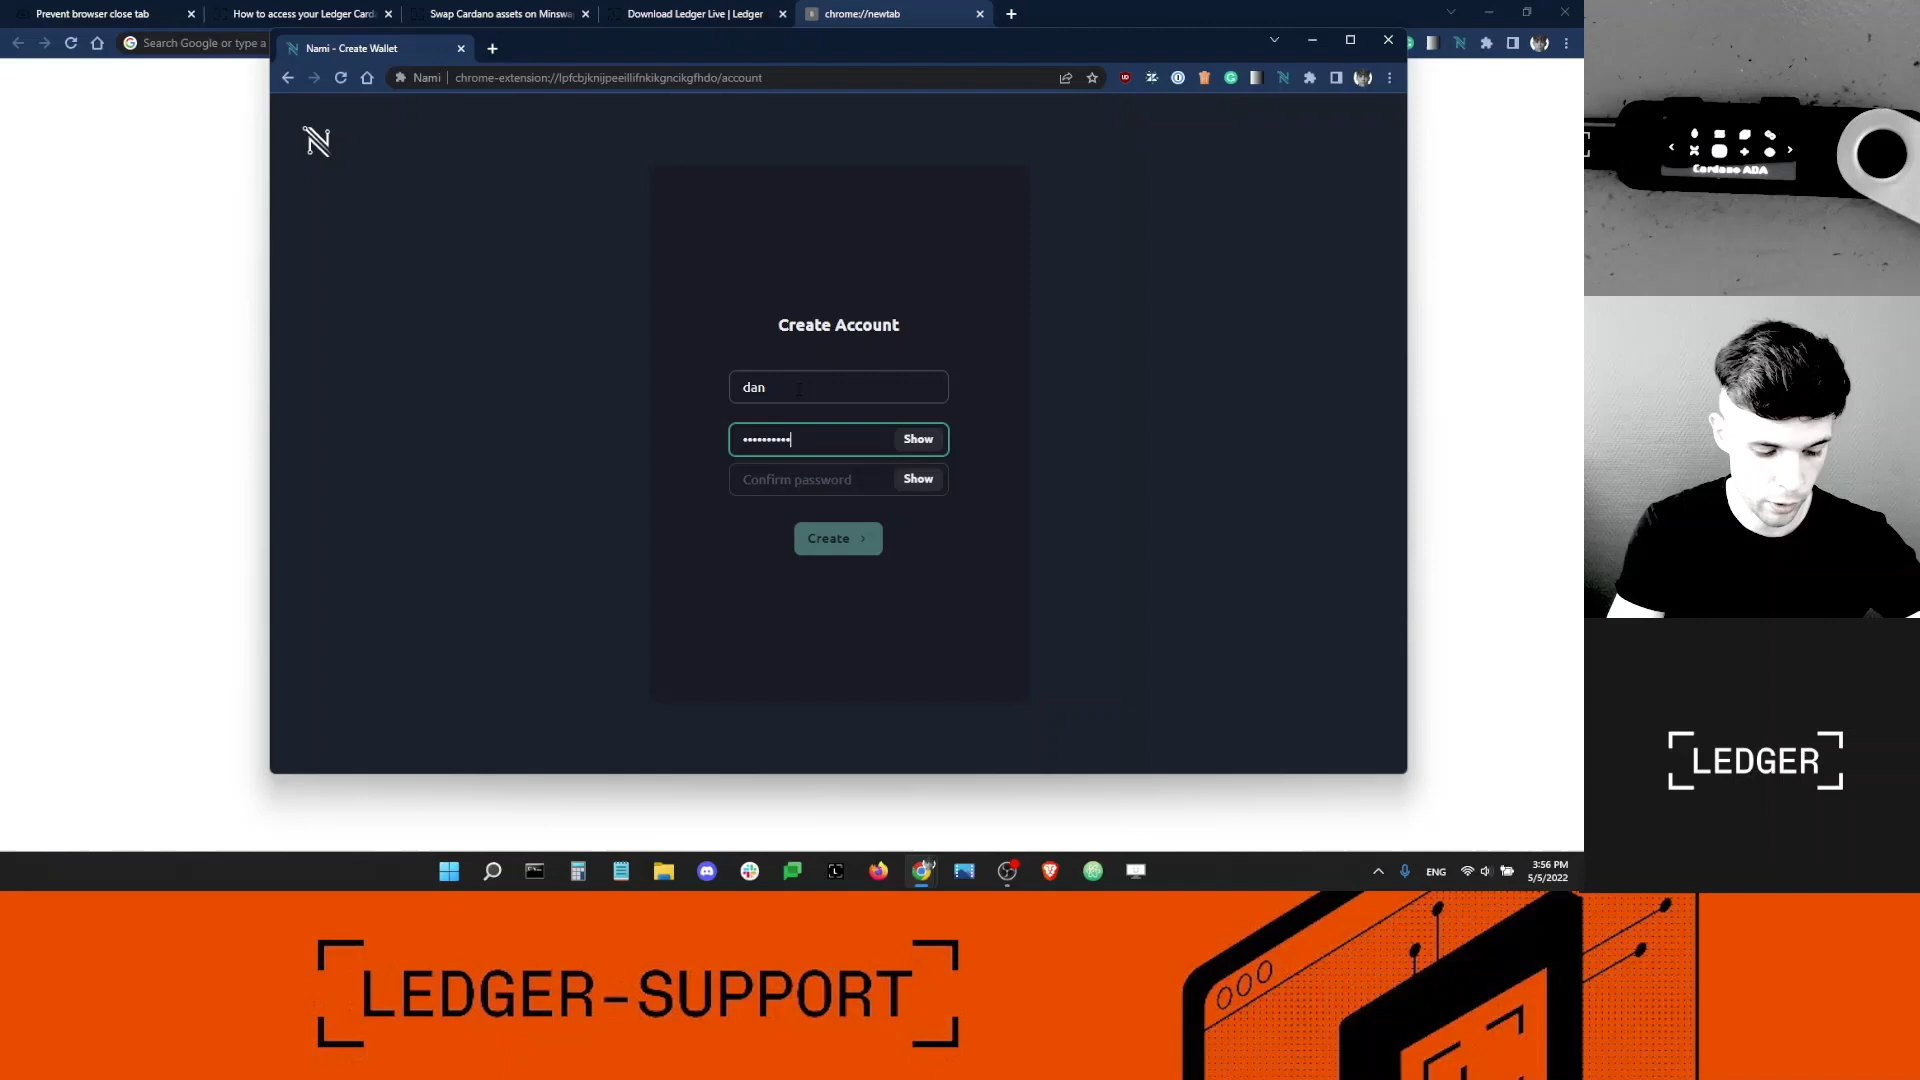 Prevent browser close tab
How to access your Ledger Card
Swap Cardano assets on Minswa
Download Ledger Live | Ledger
chrome://newtab
Search Google or type a
Nami - Create Wallet
Nami
chrome-extension://lpfcbjknijpeeillifnkikgncikgfhdo/account
Create Account
dan
Show
Confirm password
Show
Create
Cardano ADA
LEDGER
ENG
3:56 PM
5/5/2022
LEDGER-SUPPORT